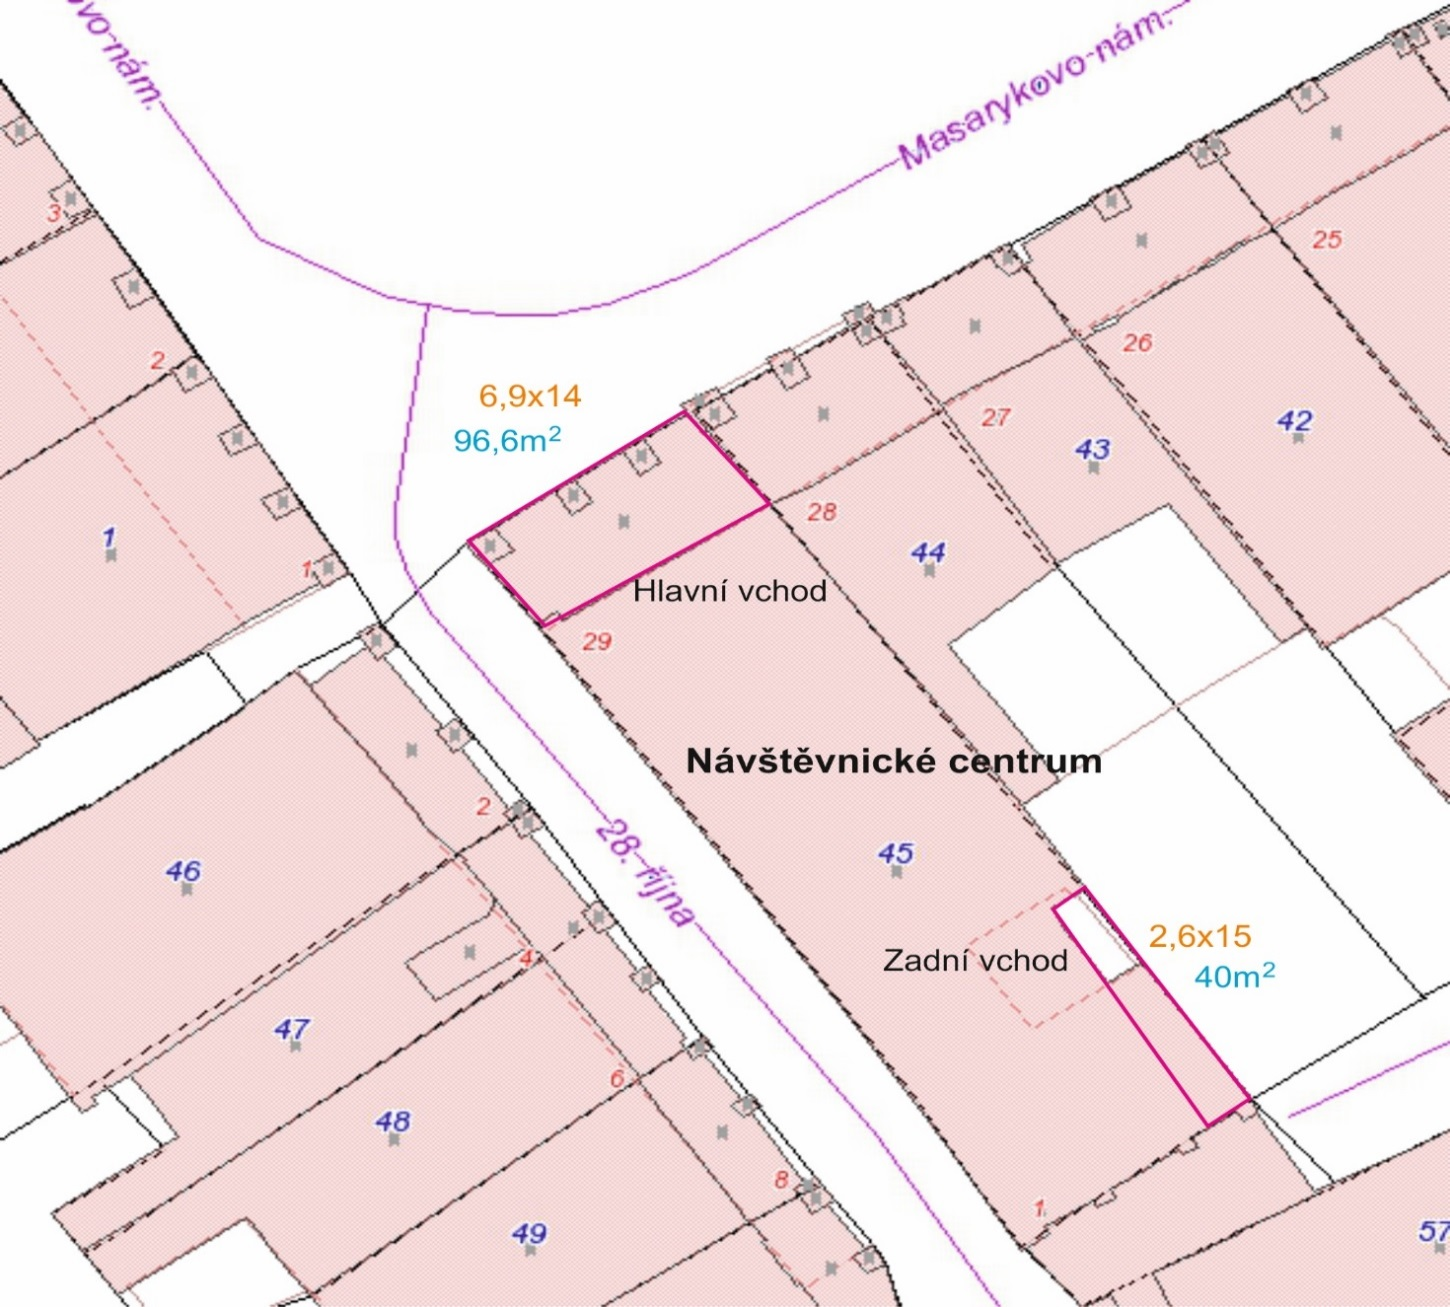 ovo nám.
Masarykovo nám.
3
25
2
26
6,9x14
27
42
96,6m²
43
28
1
44
1
Hlavní vchod
29
Návštěvnické centrum
2
28. října
45
46
2,6x15
Zadní vchod
4
40m²
47
6
48
8
1
49
57